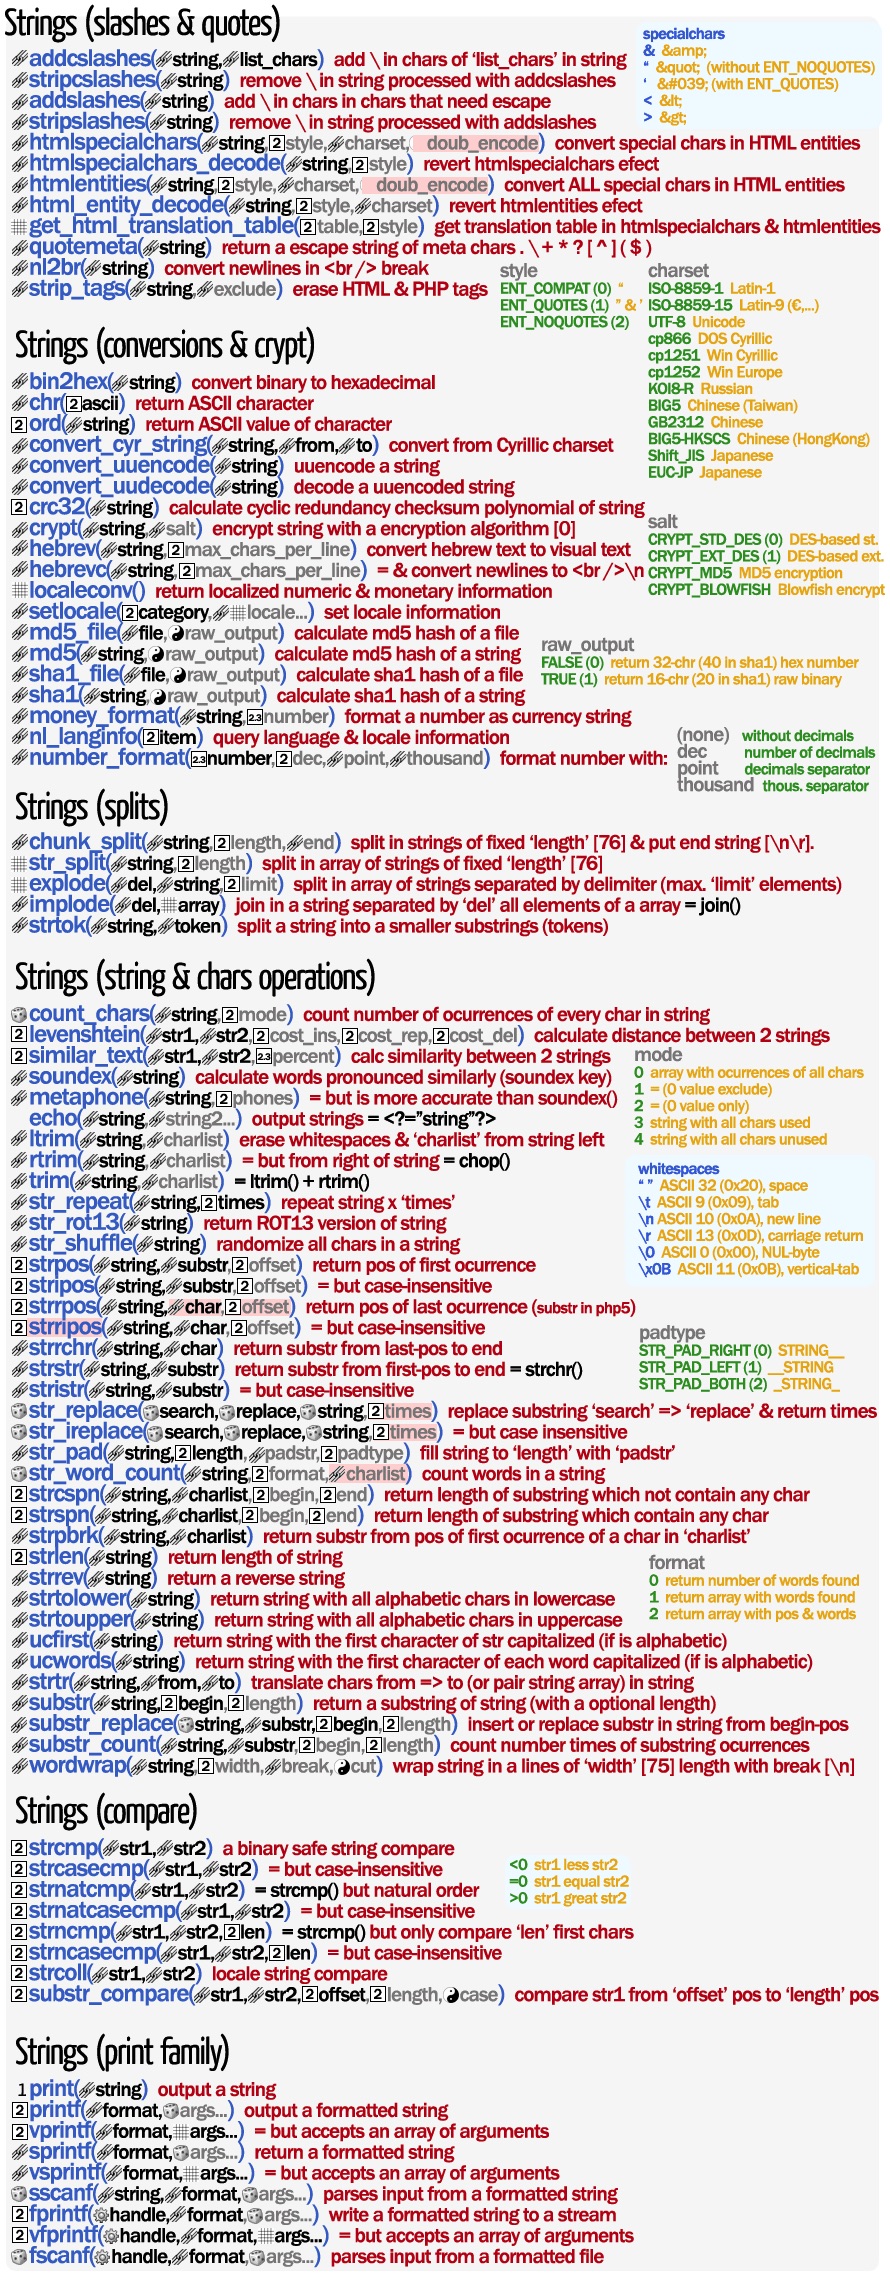 Strings (slashes & quotes)
addcslashes(string,list_chars) add \ in chars of ‘list_chars’ in string
stripcslashes(string) remove \ in string processed with addcslashes
addslashes(string) add \ in chars in chars that need escape
stripslashes(string) remove \ in string processed with addslashes
htmlspecialchars(string,2style,charset, doub_encode) convert special chars in HTML entities
htmlspecialchars_decode(string,2style) revert htmlspecialchars efect
htmlentities(string,2style,charset, doub_encode) convert ALL special chars in HTML entities
html_entity_decode(string,2style,charset) revert htmlentities efect
get_html_translation_table(2table,2style) get translation table in htmlspecialchars & htmlentities
quotemeta(string) return a escape string of meta chars . \ + * ? [ ^ ] ( $ )
nl2br(string) convert newlines in <br /> break
strip_tags(string,exclude) erase HTML & PHP tags
specialchars
& &amp;
“ &quot; (without ENT_NOQUOTES)
‘ &#039; (with ENT_QUOTES)
< &lt;
> &gt;
style
ENT_COMPAT (0) “
ENT_QUOTES (1) ” & ’
ENT_NOQUOTES (2)
charset
ISO-8859-1 Latin-1
ISO-8859-15 Latin-9 (€,...)
UTF-8 Unicode
cp866 DOS Cyrillic
cp1251 Win Cyrillic
cp1252 Win Europe
KOI8-R Russian
BIG5 Chinese (Taiwan)
GB2312 Chinese
BIG5-HKSCS Chinese (HongKong)
Shift_JIS Japanese
EUC-JP Japanese
Strings (conversions & crypt)
bin2hex(string) convert binary to hexadecimal
chr(2ascii) return ASCII character
2 ord(string) return ASCII value of character
convert_cyr_string(string,from,to) convert from Cyrillic charset
convert_uuencode(string) uuencode a string
convert_uudecode(string) decode a uuencoded string
2 crc32(string) calculate cyclic redundancy checksum polynomial of string
crypt(string,salt) encrypt string with a encryption algorithm [0]
hebrev(string,2max_chars_per_line) convert hebrew text to visual text
hebrevc(string,2max_chars_per_line) = & convert newlines to <br />\n
localeconv() return localized numeric & monetary information
setlocale(2category,locale...) set locale information
md5_file(file,raw_output) calculate md5 hash of a file
md5(string,raw_output) calculate md5 hash of a string
sha1_file(file,raw_output) calculate sha1 hash of a file
sha1(string,raw_output) calculate sha1 hash of a string
money_format(string,2.3number) format a number as currency string
nl_langinfo(2item) query language & locale information
number_format(2.3number,2dec,point,thousand) format number with:
salt
CRYPT_STD_DES (0) DES-based st.
CRYPT_EXT_DES (1) DES-based ext.
CRYPT_MD5 MD5 encryption
CRYPT_BLOWFISH Blowfish encrypt
raw_output
FALSE (0) return 32-chr (40 in sha1) hex number
TRUE (1) return 16-chr (20 in sha1) raw binary
(none) without decimals
dec number of decimals
point decimals separator
thousand thous. separator
Strings (splits)
chunk_split(string,2length,end) split in strings of fixed ‘length’ [76] & put end string [\n\r].
str_split(string,2length) split in array of strings of fixed ‘length’ [76]
explode(del,string,2limit) split in array of strings separated by delimiter (max. ‘limit’ elements)
implode(del,array) join in a string separated by ‘del’ all elements of a array = join()
strtok(string,token) split a string into a smaller substrings (tokens)
Strings (string & chars operations)
count_chars(string,2mode) count number of ocurrences of every char in string
2 levenshtein(str1,str2,2cost_ins,2cost_rep,2cost_del) calculate distance between 2 strings
2 similar_text(str1,str2,2.3percent) calc similarity between 2 strings
soundex(string) calculate words pronounced similarly (soundex key)
metaphone(string,2phones) = but is more accurate than soundex()
echo(string,string2...) output strings = <?=”string”?>
ltrim(string,charlist) erase whitespaces & ‘charlist’ from string left
rtrim(string,charlist) = but from right of string = chop()
trim(string,charlist) = ltrim() + rtrim()
str_repeat(string,2times) repeat string x ‘times’
str_rot13(string) return ROT13 version of string
str_shuffle(string) randomize all chars in a string
2 strpos(string,substr,2offset) return pos of first ocurrence
2 stripos(string,substr,2offset) = but case-insensitive
2 strrpos(string,char,2offset) return pos of last ocurrence (substr in php5)
2 strripos(string,char,2offset) = but case-insensitive
strrchr(string,char) return substr from last-pos to end
strstr(string,substr) return substr from first-pos to end = strchr()
stristr(string,substr) = but case-insensitive
str_replace(search,replace,string,2times) replace substring ‘search’ => ‘replace’ & return times
str_ireplace(search,replace,string,2times) = but case insensitive
str_pad(string,2length,padstr,2padtype) fill string to ‘length’ with ‘padstr’
str_word_count(string,2format,charlist) count words in a string
2 strcspn(string,charlist,2begin,2end) return length of substring which not contain any char
2 strspn(string,charlist,2begin,2end) return length of substring which contain any char
strpbrk(string,charlist) return substr from pos of first ocurrence of a char in ‘charlist’
2 strlen(string) return length of string
strrev(string) return a reverse string
strtolower(string) return string with all alphabetic chars in lowercase
strtoupper(string) return string with all alphabetic chars in uppercase
ucfirst(string) return string with the first character of str capitalized (if is alphabetic)
ucwords(string) return string with the first character of each word capitalized (if is alphabetic)
strtr(string,from,to) translate chars from => to (or pair string array) in string
substr(string,2begin,2length) return a substring of string (with a optional length)
substr_replace(string,substr,2begin,2length) insert or replace substr in string from begin-pos
substr_count(string,substr,2begin,2length) count number times of substring ocurrences
wordwrap(string,2width,break,cut) wrap string in a lines of ‘width’ [75] length with break [\n]
mode
0 array with ocurrences of all chars
1 = (0 value exclude)
2 = (0 value only)
3 string with all chars used
4 string with all chars unused
whitespaces
“ ” ASCII 32 (0x20), space
\t ASCII 9 (0x09), tab
\n ASCII 10 (0x0A), new line
\r ASCII 13 (0x0D), carriage return
\0 ASCII 0 (0x00), NUL-byte
\x0B ASCII 11 (0x0B), vertical-tab
padtype
STR_PAD_RIGHT (0) STRING__
STR_PAD_LEFT (1) __STRING
STR_PAD_BOTH (2) _STRING_
format
0 return number of words found
1 return array with words found
2 return array with pos & words
Strings (compare)
2 strcmp(str1,str2) a binary safe string compare
2 strcasecmp(str1,str2) = but case-insensitive
2 strnatcmp(str1,str2) = strcmp() but natural order
2 strnatcasecmp(str1,str2) = but case-insensitive
2 strncmp(str1,str2,2len) = strcmp() but only compare ‘len’ first chars
2 strncasecmp(str1,str2,2len) = but case-insensitive
2 strcoll(str1,str2) locale string compare
2 substr_compare(str1,str2,2offset,2length,case) compare str1 from ‘offset’ pos to ‘length’ pos
<0 str1 less str2
=0 str1 equal str2
>0 str1 great str2
Strings (print family)
1 print(string) output a string
2 printf(format,args...) output a formatted string
2 vprintf(format,args...) = but accepts an array of arguments
sprintf(format,args...) return a formatted string
vsprintf(format,args...) = but accepts an array of arguments
sscanf(string,format,args...) parses input from a formatted string
2 fprintf(handle,format,args...) write a formatted string to a stream
2 vfprintf(handle,format,args...) = but accepts an array of arguments
fscanf(handle,format,args...) parses input from a formatted file